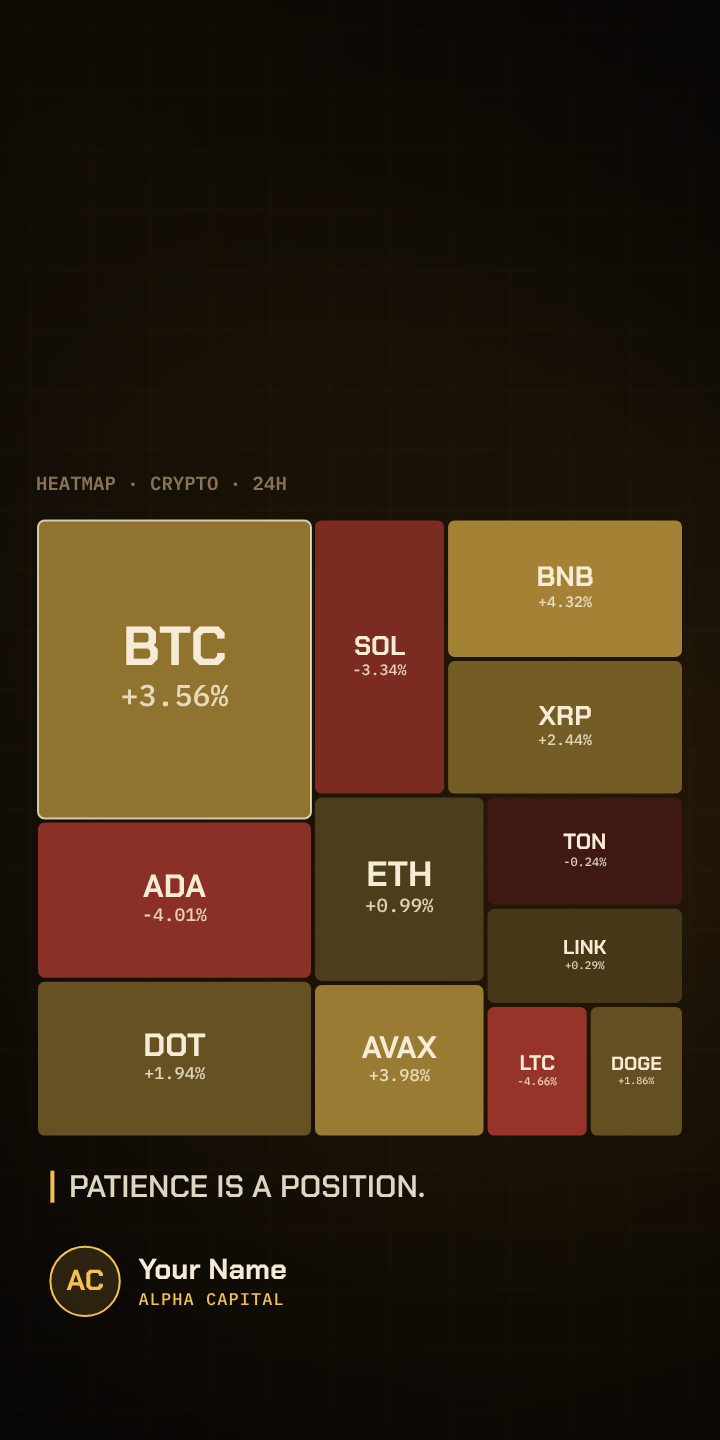 HEATMAP · CRYPTO · 24H
BTC
+3.56%
SOL
-3.34%
BNB
+4.32%
XRP
+2.44%
ADA
-4.01%
ETH
+0.99%
TON
-0.24%
LINK
+0.29%
DOT
+1.94%
AVAX
+3.98%
LTC
-4.66%
DOGE
+1.86%
PATIENCE IS A POSITION.
AC
Your Name
ALPHA CAPITAL